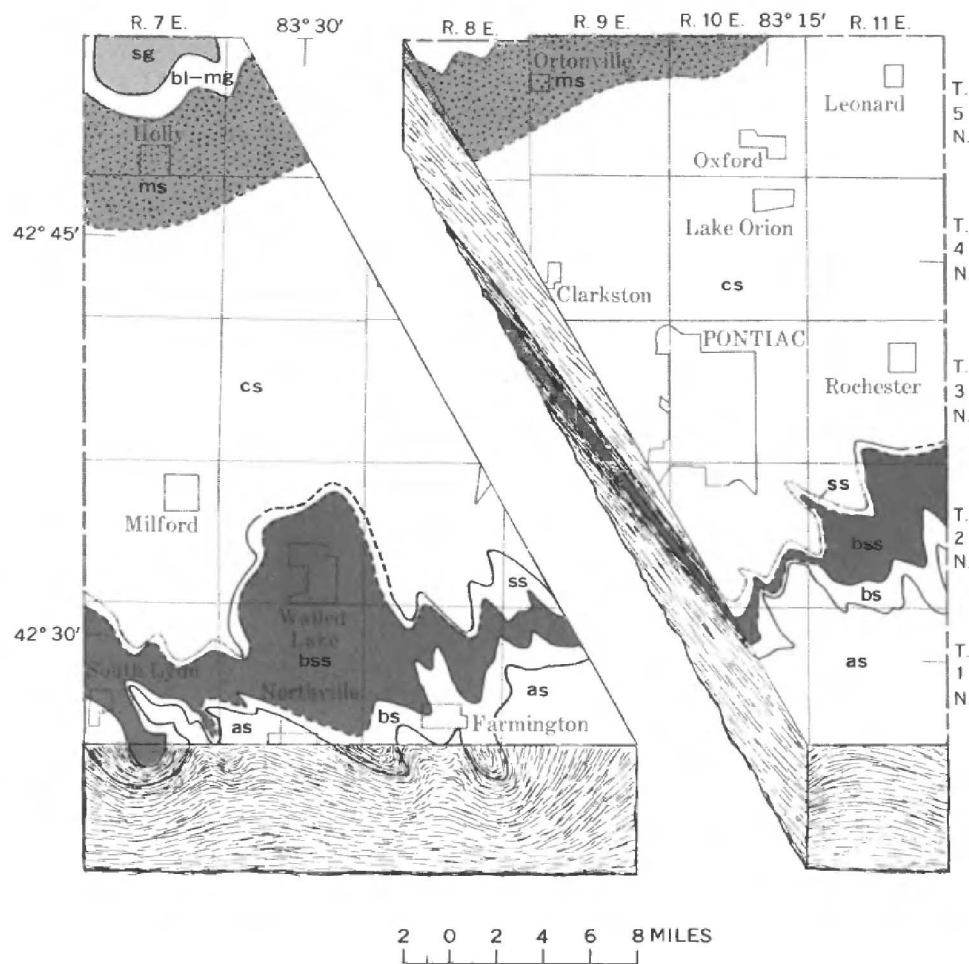 R. 7 E. 83° 30′ R. 8 E. R. 9 E. R. 10 E. 83° 15′ R. 11 E.
sg
bl-mg
Ortonville
ms
Leonard
T. 5 N.
Holly
ms
Oxford
42° 45′
Lake Orion
T. 4 N.
Clarkston
cs
PONTIAC
cs
Rochester
T. 3 N.
Milford
ss
bss
T. 2 N.
ss
bs
Walled
Lake
42° 30′
bss
as
T. 1 N.
South Lyon
Northville
as
as
bs
Farmington
2 0 2 4 6 8 MILES